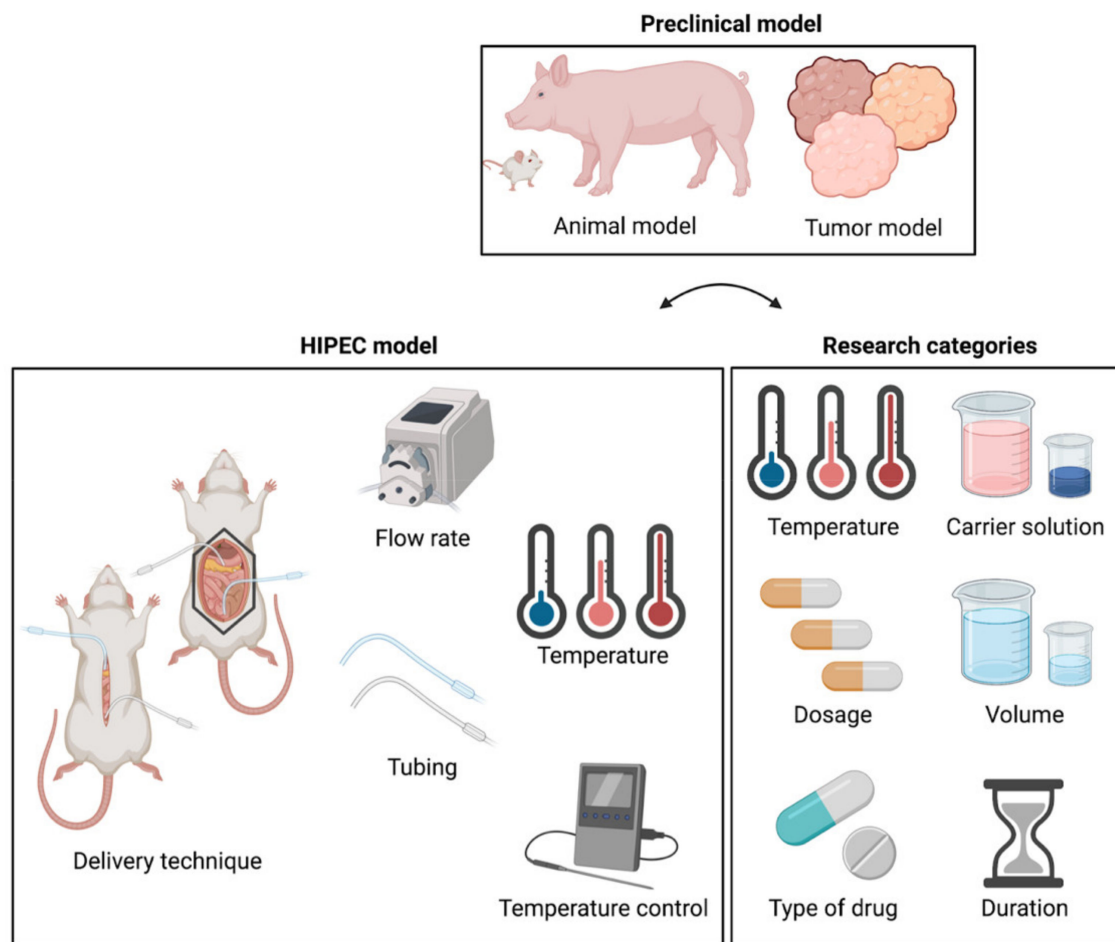 Preclinical model
Animal model
Tumor model
HIPEC model
Flow rate
Temperature
Tubing
Delivery technique
Temperature control
Research categories
Temperature
Carrier solution
Dosage
Volume
Type of drug
Duration